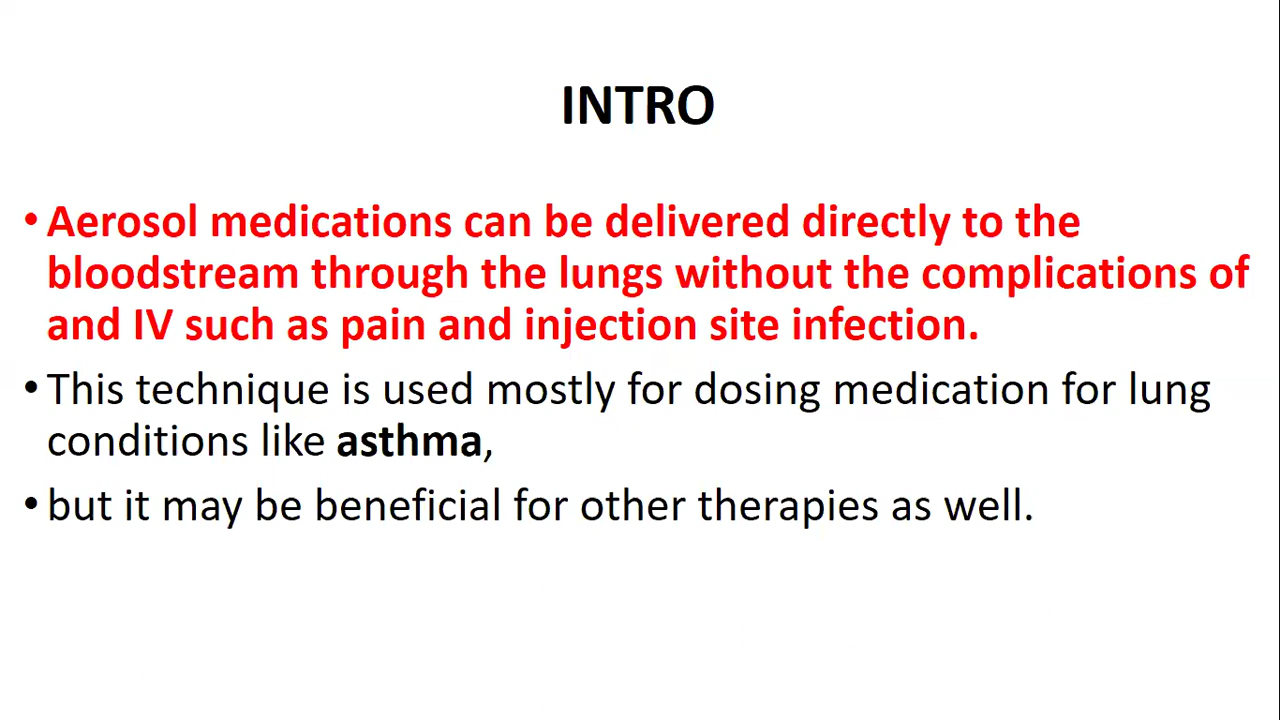 INTRO
• Aerosol medications can be delivered directly to the
bloodstream through the lungs without the complications of
and IV such as pain and injection site infection.
• This technique is used mostly for dosing medication for lung
conditions like asthma,
• but it may be beneficial for other therapies as well.